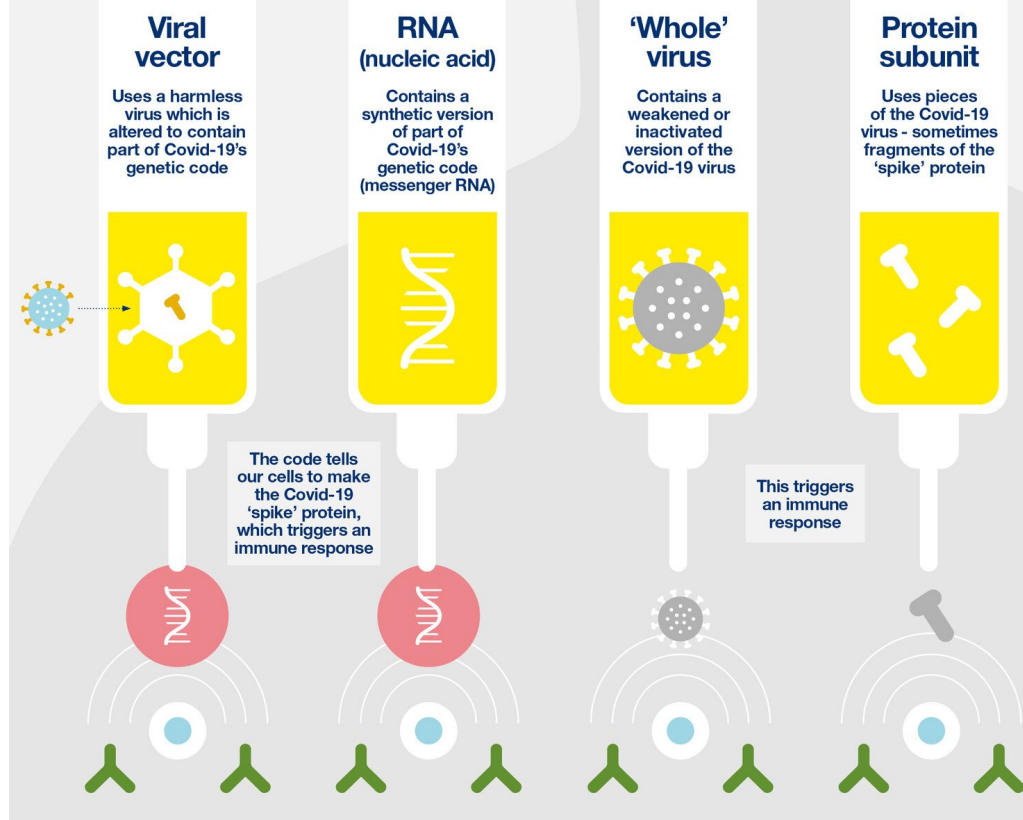 Viral
vector
Uses a harmless
virus which is
altered to contain
part of Covid-19’s
genetic code
RNA
(nucleic acid)
Contains a
synthetic version
of part of
Covid-19’s
genetic code
(messenger RNA)
‘Whole’
virus
Contains a
weakened or
inactivated
version of the
Covid-19 virus
Protein
subunit
Uses pieces
of the Covid-19
virus - sometimes
fragments of the
‘spike’ protein
The code tells
our cells to make
the Covid-19
‘spike’ protein,
which triggers an
immune response
This triggers
an immune
response